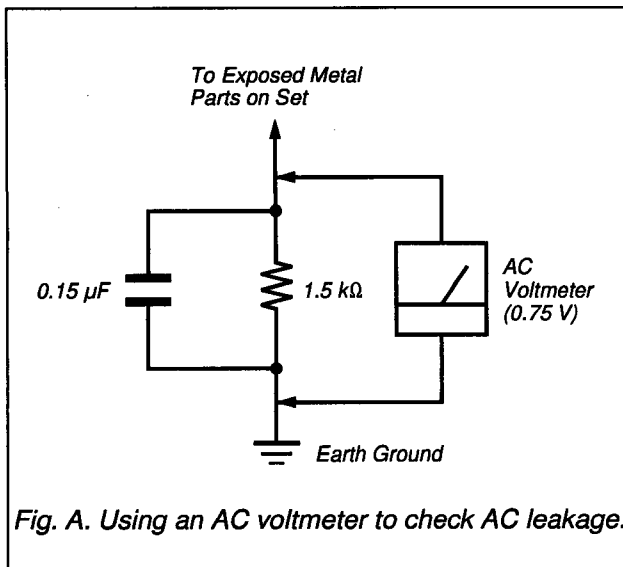 To Exposed Metal
Parts on Set
0.15 μF
1.5 kΩ
AC
Voltmeter
(0.75 V)
Earth Ground
Fig. A. Using an AC voltmeter to check AC leakage.